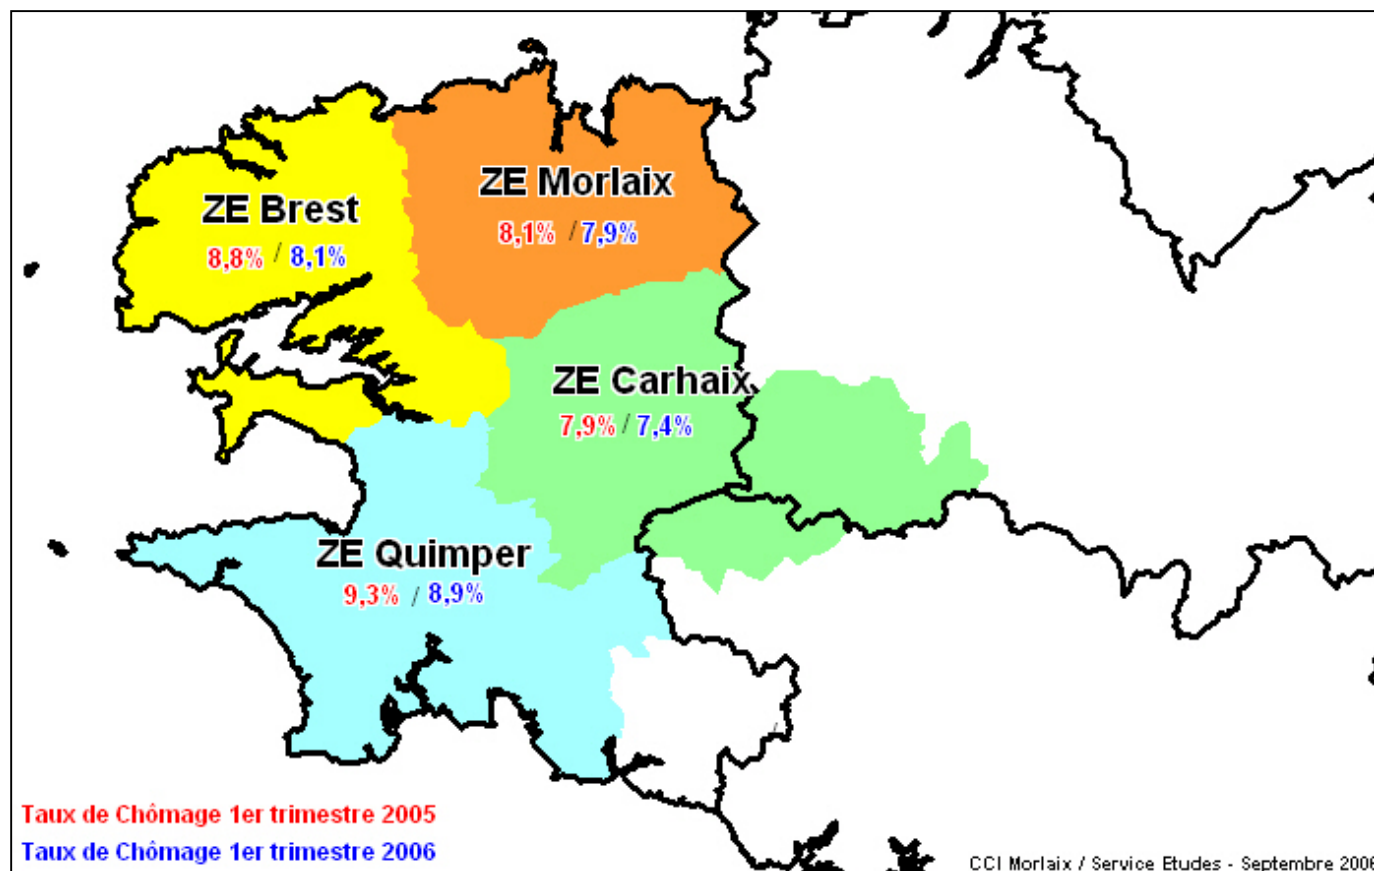 ZE Morlaix
8,1% / 7,9%
ZE Brest
8,8% / 8,1%
ZE Carhaix
7,9% / 7,4%
ZE Quimper
9,3% / 8,9%
Taux de Chômage 1er trimestre 2005
Taux de Chômage 1er trimestre 2006
CCI Morlaix / Service Etudes - Septembre 2006